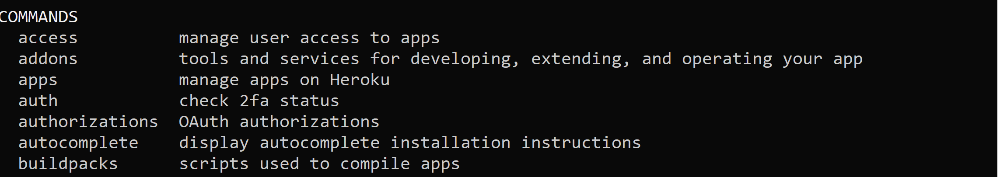 COMMANDS
access manage user access to apps
addons tools and services for developing, extending, and operating your app
apps manage apps on Heroku
auth check 2fa status
authorizations OAuth authorizations
autocomplete display autocomplete installation instructions
buildpacks scripts used to compile apps